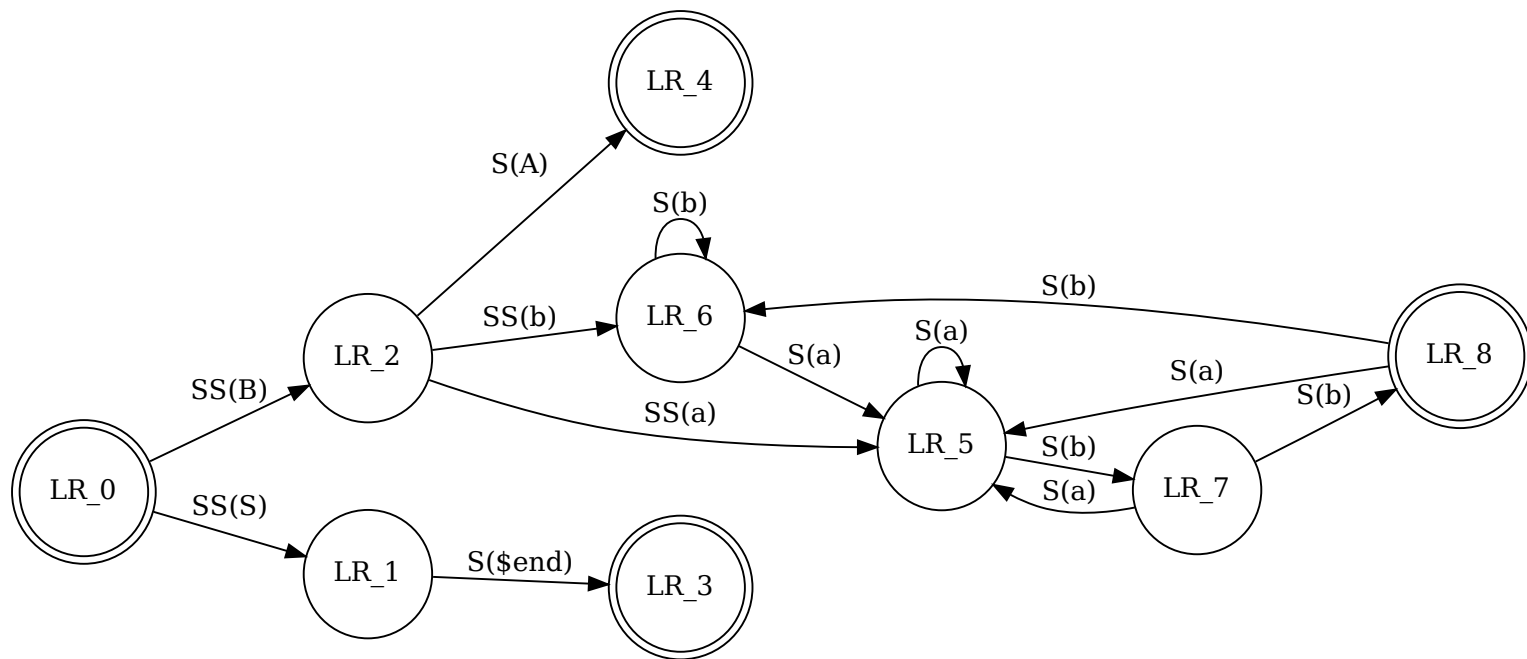 LR_4
S(A)
S(b)
S(b)
LR_6
SS(b)
S(a)
LR_2
S(a)
S(a)
LR_8
SS(B)
S(b)
SS(a)
LR_5
S(b)
LR_0
S(a)
LR_7
SS(S)
S($end)
LR_1
LR_3